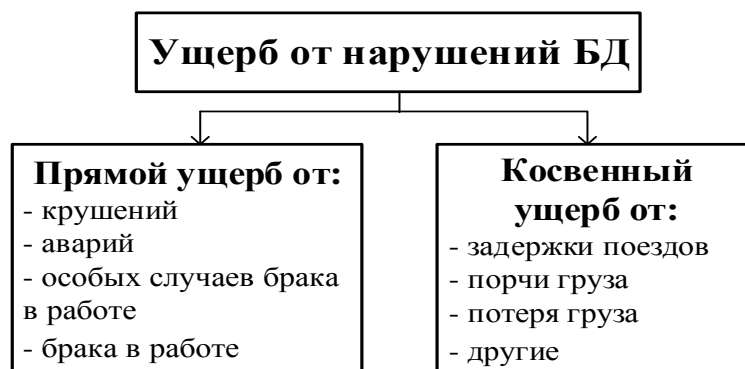 Ущерб от нарушений БД
Прямой ущерб от:
- крушений
- аварий
- особых случаев брака
в работе
- брака в работе
Косвенный
ущерб от:
- задержки поездов
- порчи груза
- потеря груза
- другие